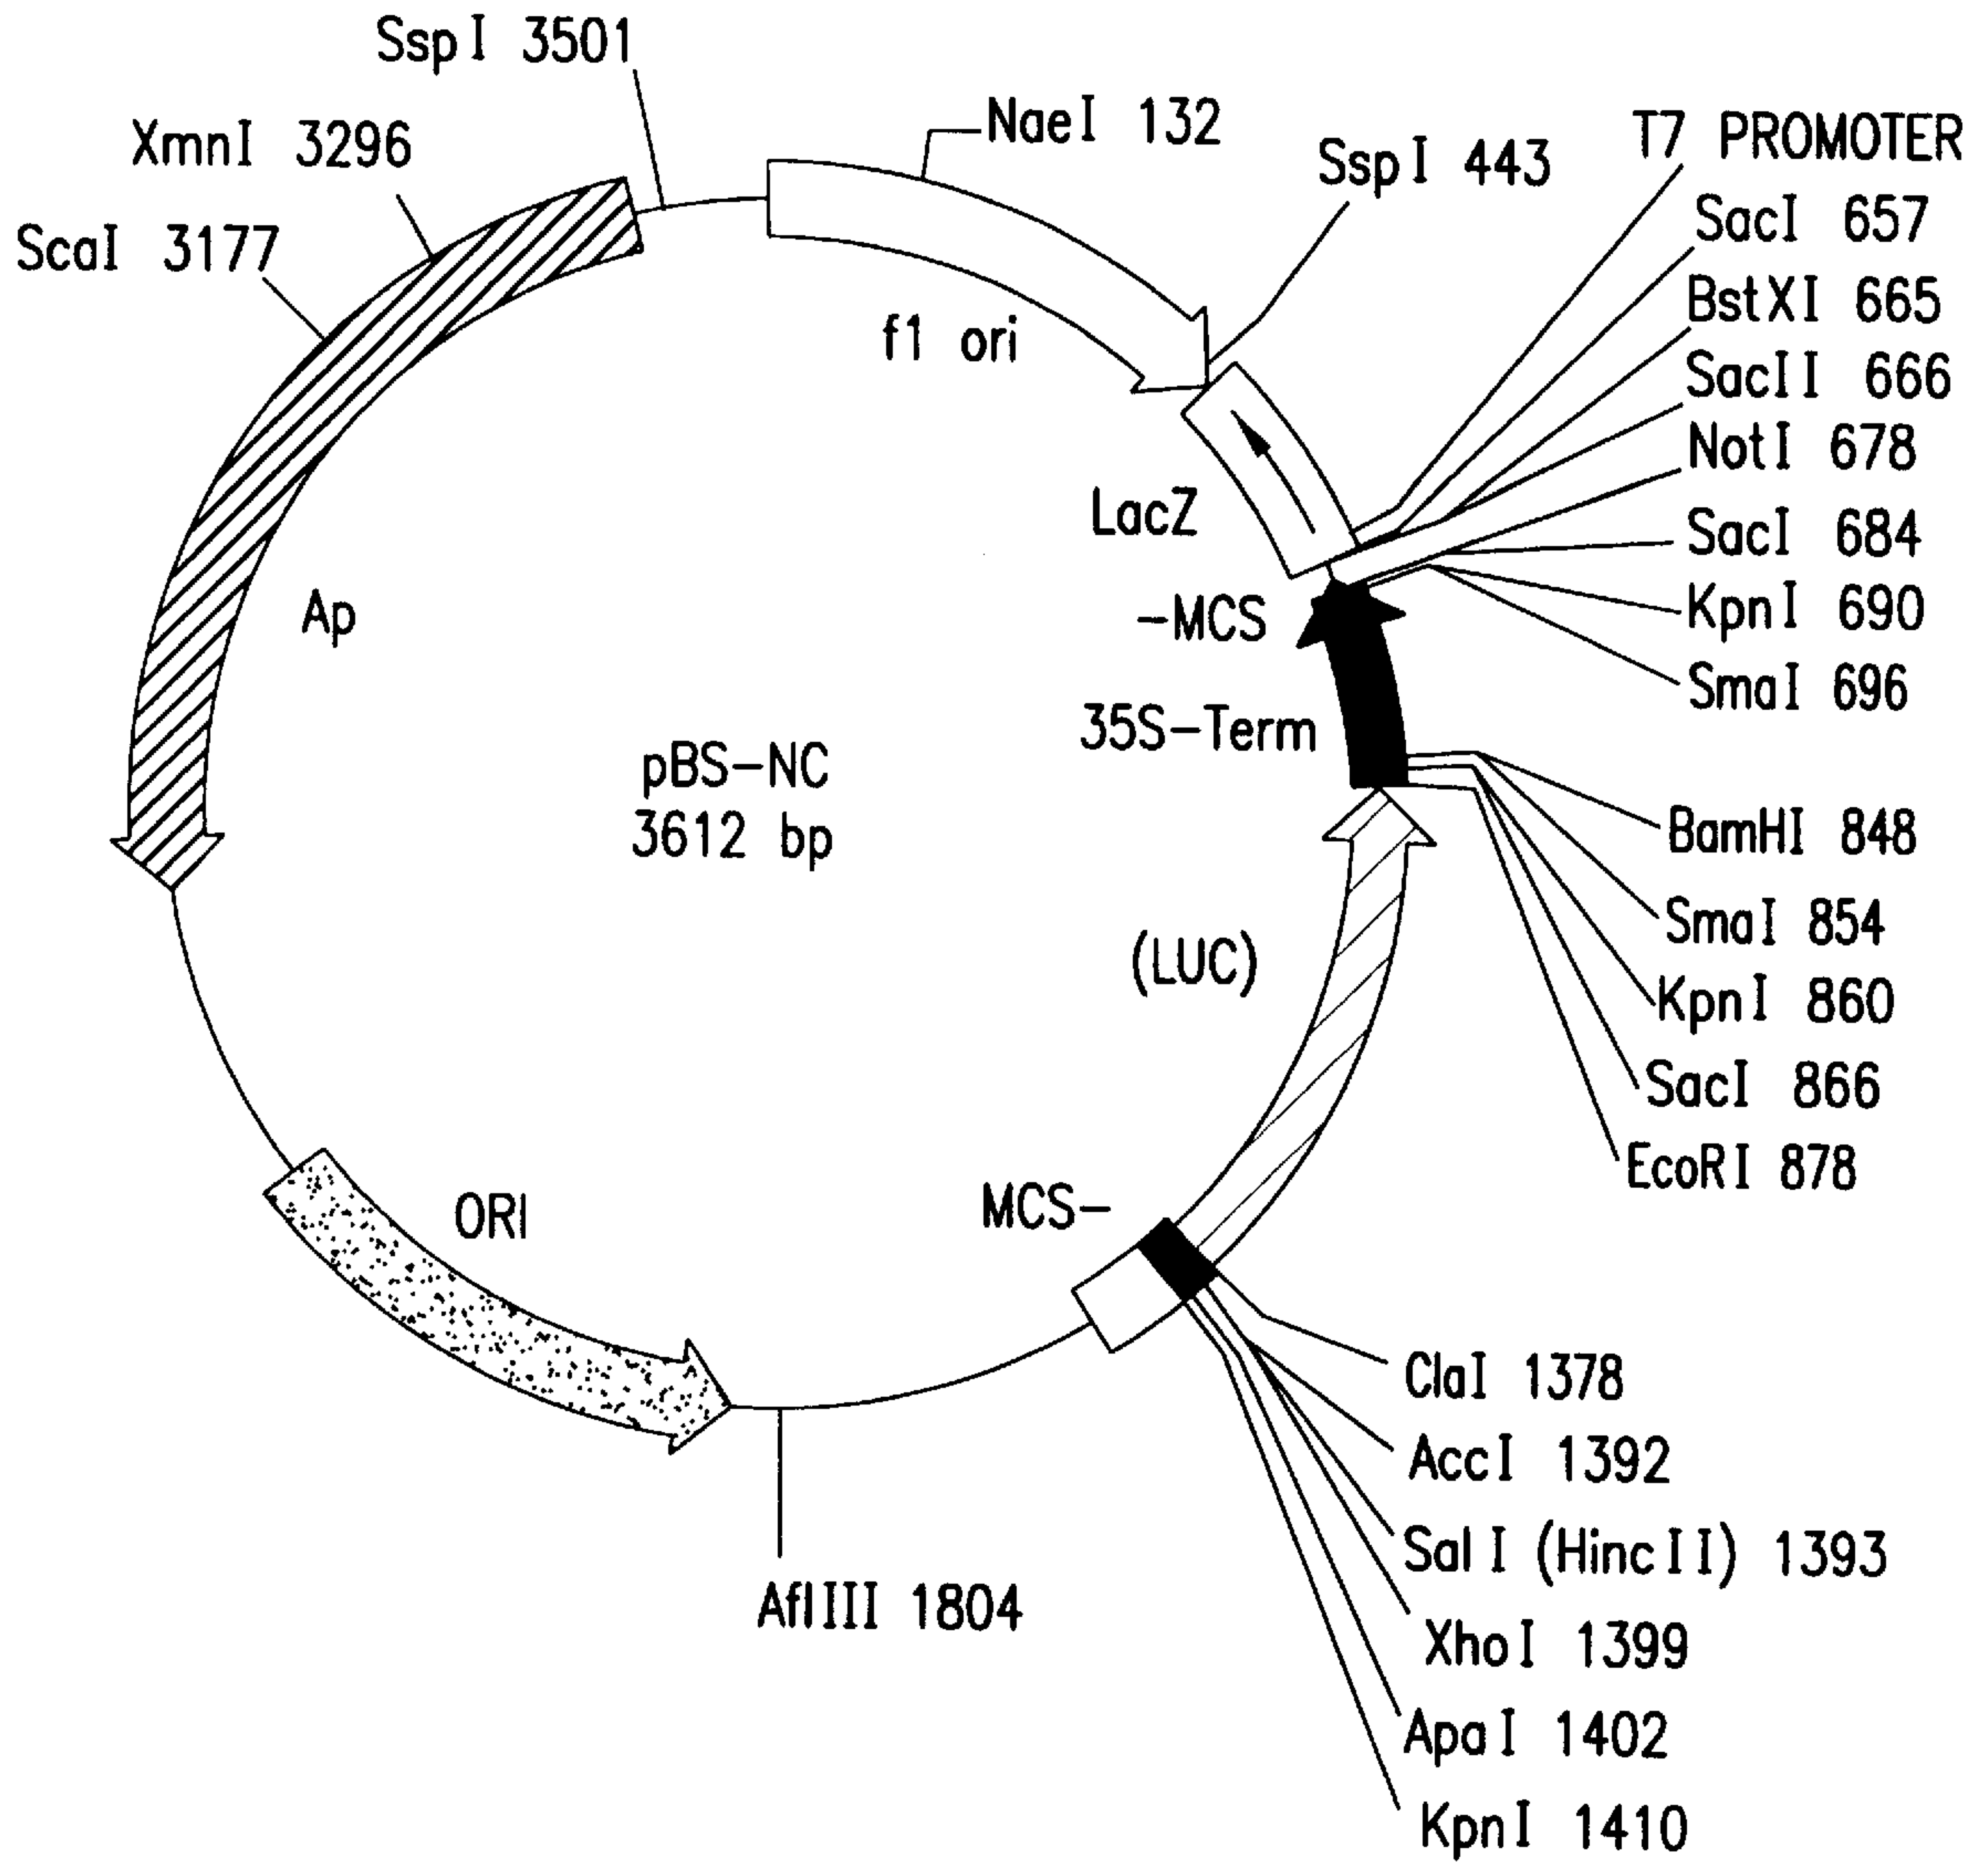 SspI 3501
XmnI 3296
ScaI 3177
NaeI 132
SspI 443
T7 PROMOTER
SacI 657
BstXI 665
SacII 666
NotI 678
SacI 684
KpnI 690
SmaI 696
f1 ori
LacZ
-MCS
35S-Term
Ap
pBS-NC
3612 bp
BamHI 848
SmaI 854
KpnI 860
SacI 866
EcoRI 878
(LUC)
MCS-
ORI
ClaI 1378
AccI 1392
SalI (HincII) 1393
XhoI 1399
ApaI 1402
KpnI 1410
AflIII 1804